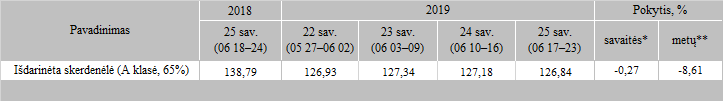 Pavadinimas 2018 2019 Pokytis, %
25 sav. (06 18–24) 22 sav. (05 27–06 02) 23 sav. (06 03–09) 24 sav. (06 10–16) 25 sav. (06 17–23) savaitės* metų**
Išdarinėta skerdenėlė (A klasė, 65%) 138,79 126,93 127,34 127,18 126,84 -0,27 -8,61